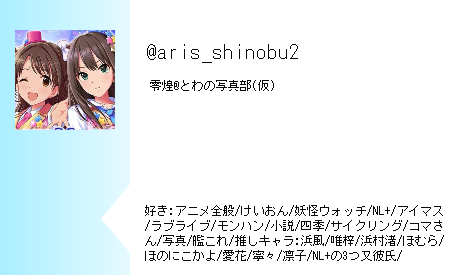 @aris_shinobu2
零煌@とわの写真部(仮)
好き:アニメ全般/けいおん/妖怪ウォッチ/NL+/アイマス
/ラブライブ/モンハン/小説/四季/サイクリング/コマさ
ん/写真/艦これ/推しキャラ:浜風/唯梓/浜村渚/ほむら/
ほのにこかよ/愛花/寧々/凛子/NL+の3つ又彼氏/